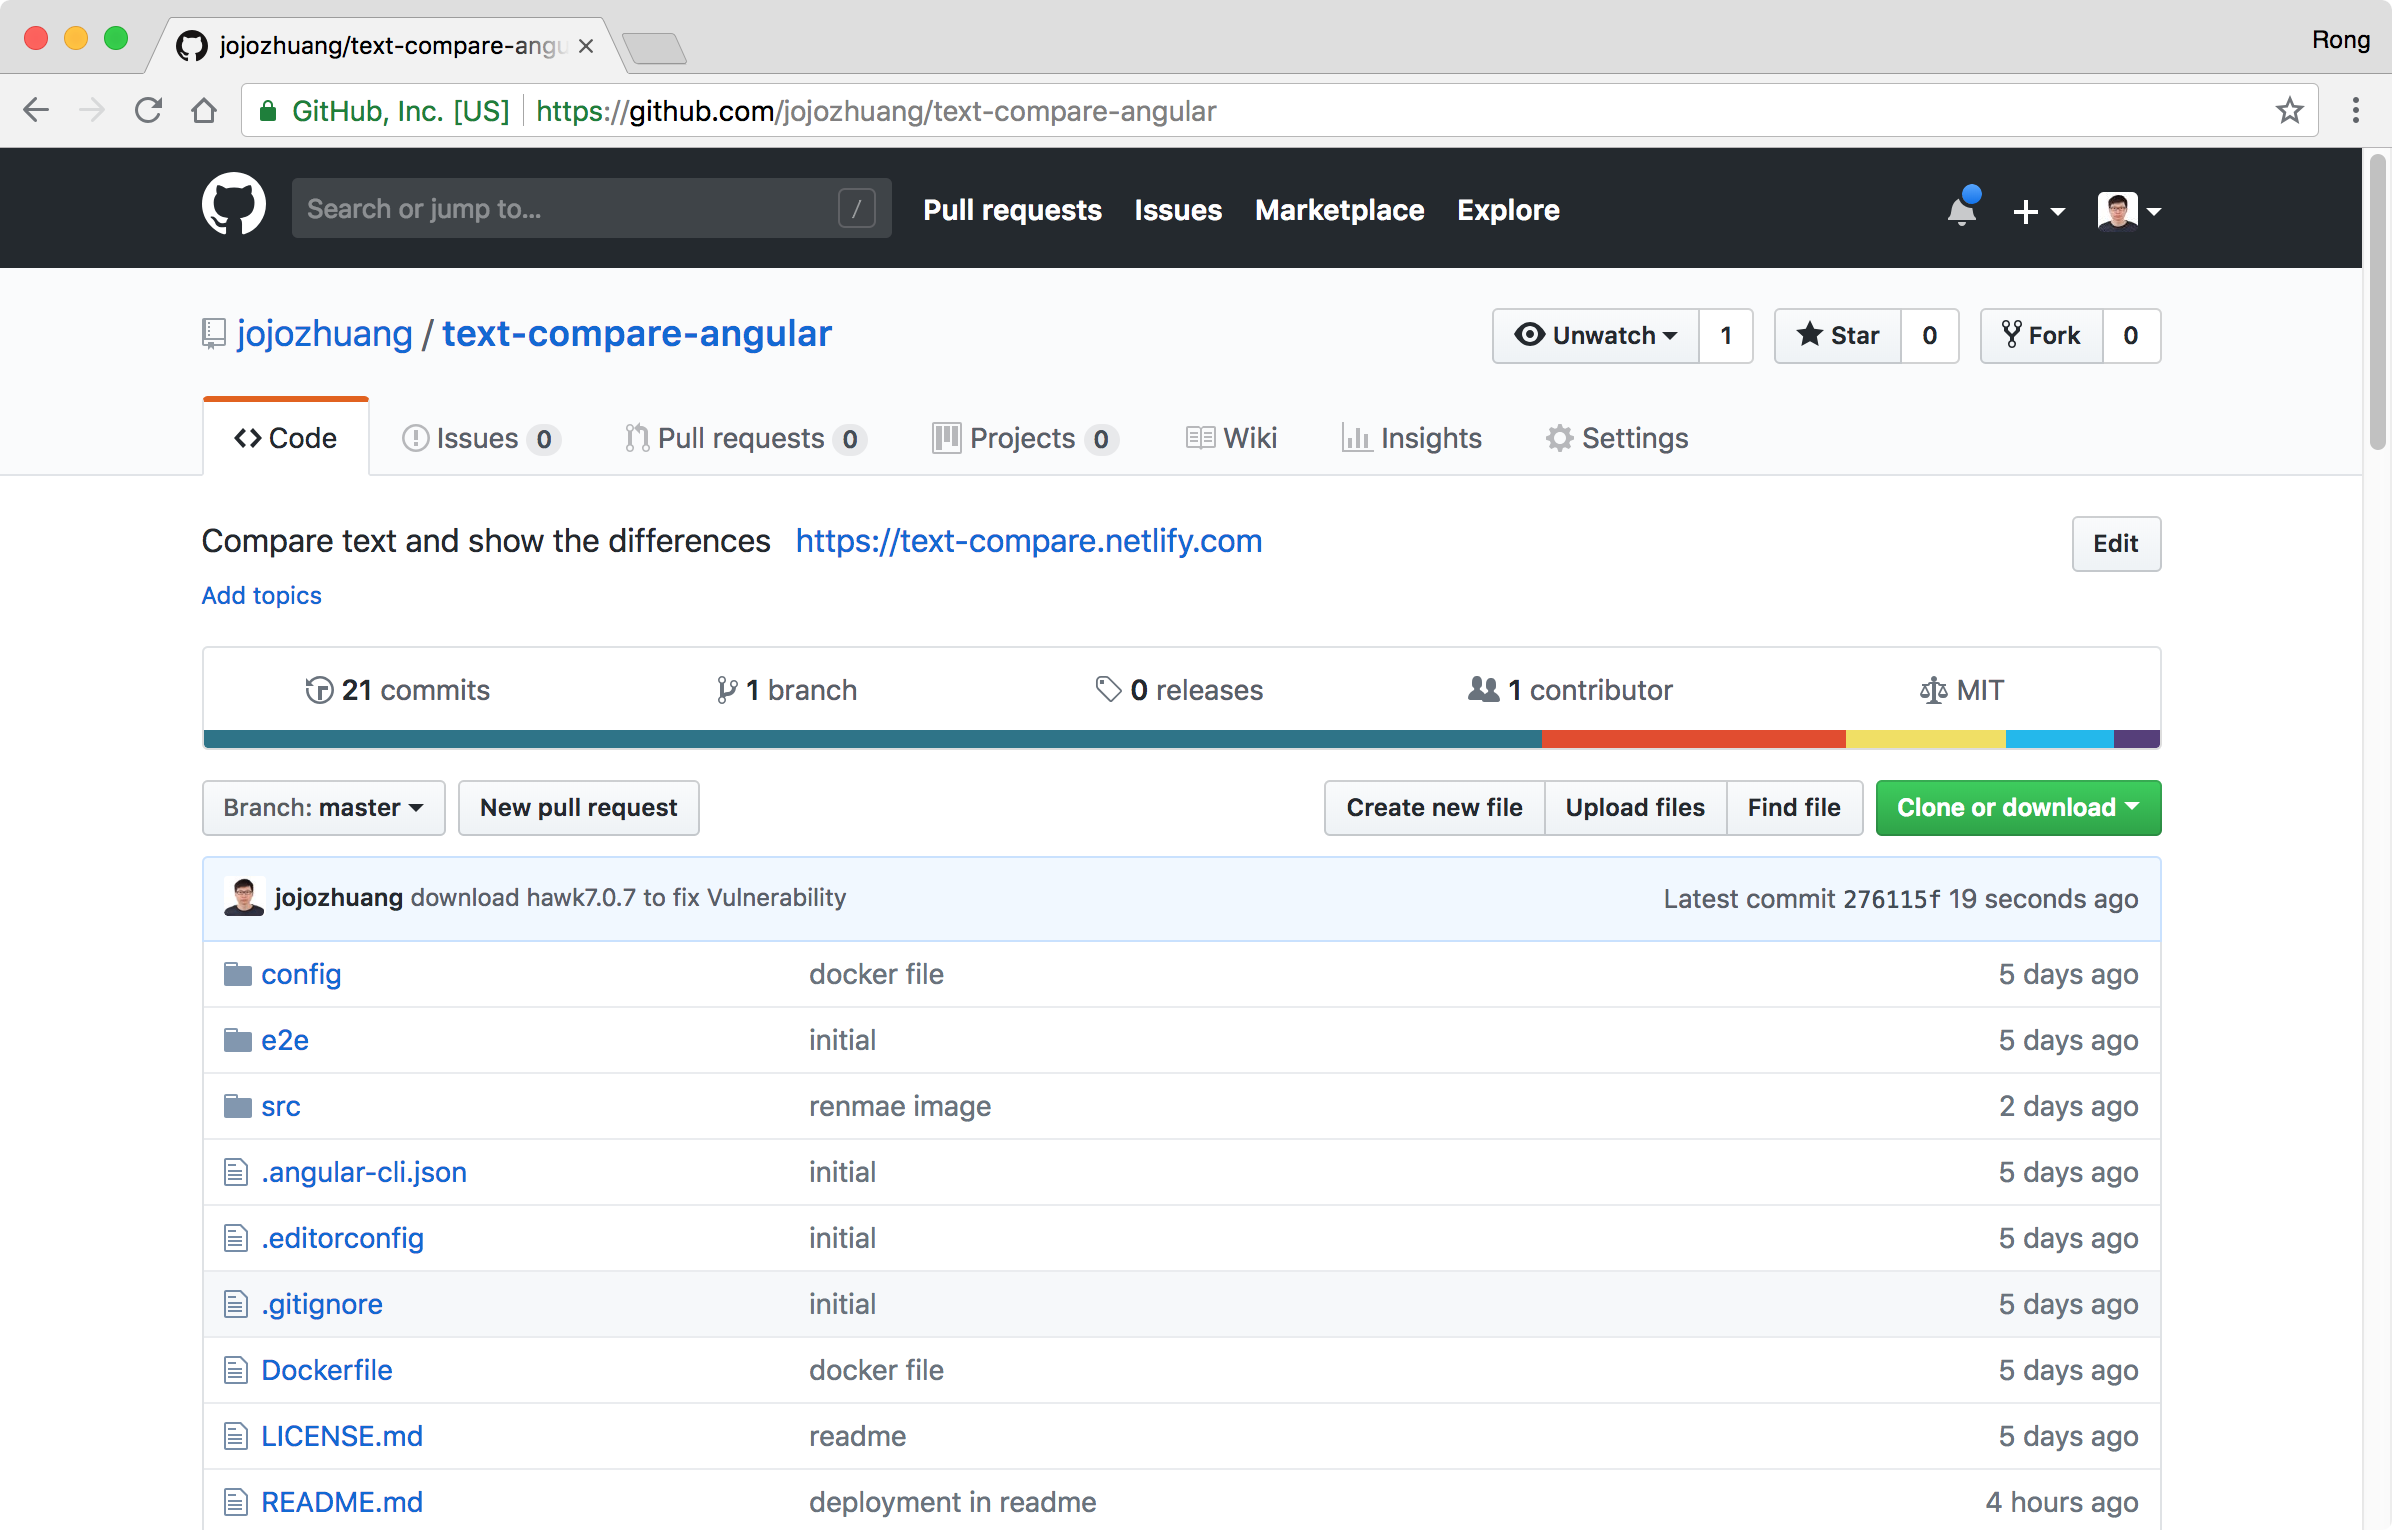 jojozhuang/text-compare-angu
Rong
GitHub, Inc. [US] https://github.com/jojozhuang/text-compare-angular
Search or jump to... / Pull requests Issues Marketplace Explore
jojozhuang / text-compare-angular Unwatch 1 Star 0 Fork 0
Code Issues 0 Pull requests 0 Projects 0 Wiki Insights Settings
Compare text and show the differences https://text-compare.netlify.com Edit
Add topics
21 commits 1 branch 0 releases 1 contributor MIT
Branch: master New pull request Create new file Upload files Find file Clone or download
jojozhuang download hawk7.0.7 to fix Vulnerability Latest commit 276115f 19 seconds ago
config docker file 5 days ago
e2e initial 5 days ago
src renmae image 2 days ago
.angular-cli.json initial 5 days ago
.editorconfig initial 5 days ago
.gitignore initial 5 days ago
Dockerfile docker file 5 days ago
LICENSE.md readme 5 days ago
README.md deployment in readme 4 hours ago